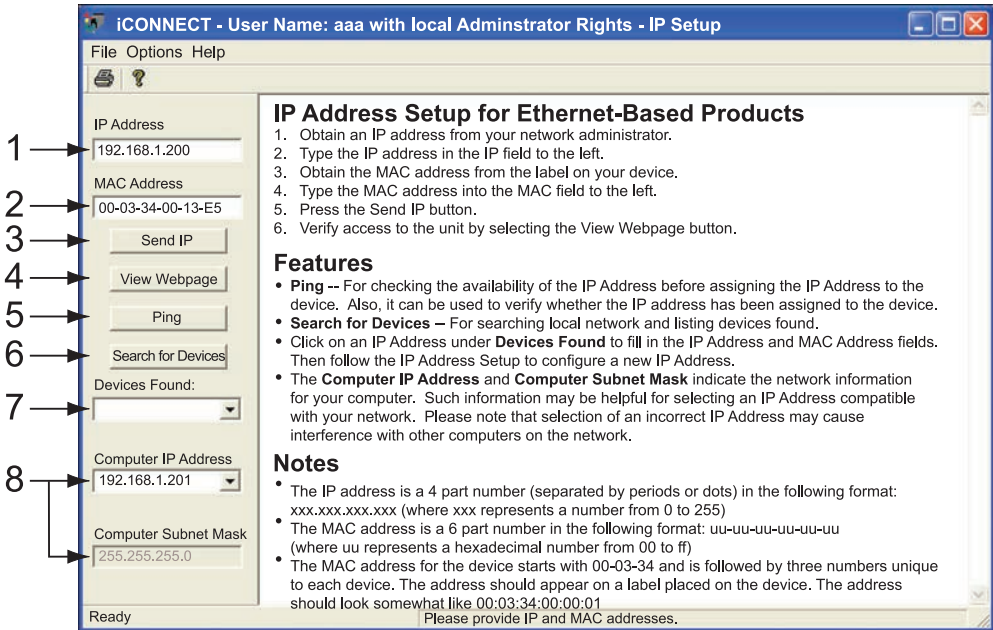 iCONNECT - User Name: aaa with local Adminstrator Rights - IP Setup
File Options Help
IP Address
1
192.168.1.200
MAC Address
2
00-03-34-00-13-E5
3
Send IP
4
View Webpage
5
Ping
6
Search for Devices
Devices Found:
7
Computer IP Address
8
192.168.1.201
Computer Subnet Mask
255.255.255.0
IP Address Setup for Ethernet-Based Products
1. Obtain an IP address from your network administrator.
2. Type the IP address in the IP field to the left.
3. Obtain the MAC address from the label on your device.
4. Type the MAC address into the MAC field to the left.
5. Press the Send IP button.
6. Verify access to the unit by selecting the View Webpage button.
Features
• Ping -- For checking the availability of the IP Address before assigning the IP Address to the
device. Also, it can be used to verify whether the IP address has been assigned to the device.
• Search for Devices – For searching local network and listing devices found.
• Click on an IP Address under Devices Found to fill in the IP Address and MAC Address fields.
Then follow the IP Address Setup to configure a new IP Address.
• The Computer IP Address and Computer Subnet Mask indicate the network information
for your computer. Such information may be helpful for selecting an IP Address compatible
with your network. Please note that selection of an incorrect IP Address may cause
interference with other computers on the network.
Notes
• The IP address is a 4 part number (separated by periods or dots) in the following format:
xxx.xxx.xxx.xxx (where xxx represents a number from 0 to 255)
• The MAC address is a 6 part number in the following format: uu-uu-uu-uu-uu-uu
(where uu represents a hexadecimal number from 00 to ff)
• The MAC address for the device starts with 00-03-34 and is followed by three numbers unique
to each device. The address should appear on a label placed on the device. The address
should look somewhat like 00:03:34:00:00:01
Ready
Please provide IP and MAC addresses.